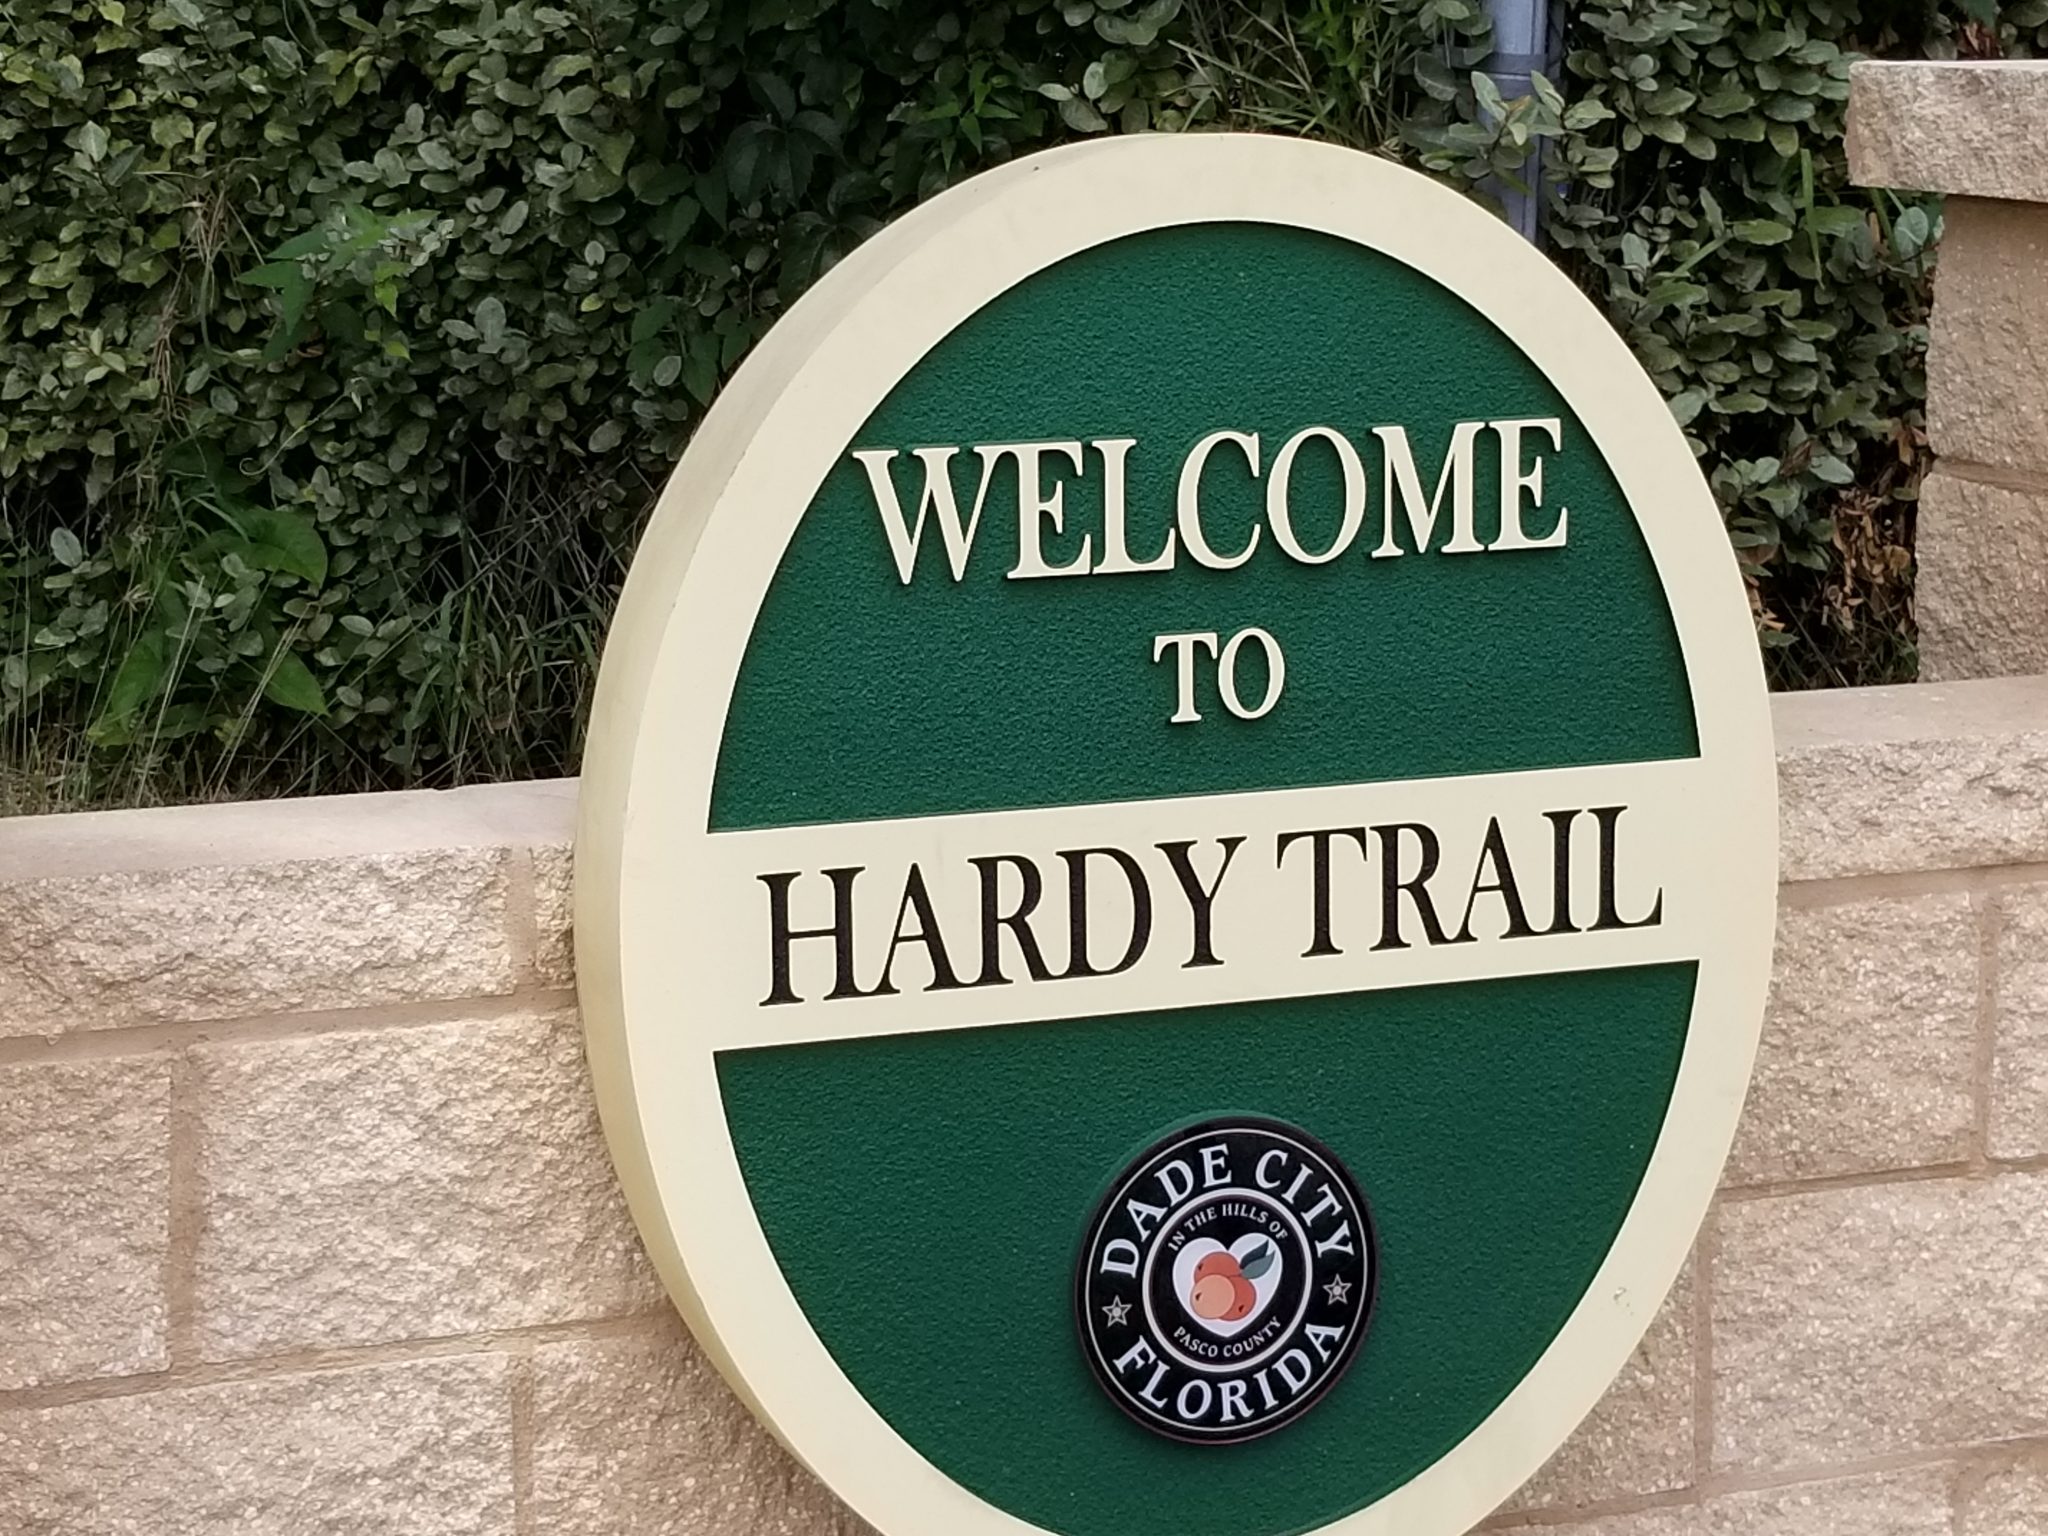 WELCOME
TO
HARDY TRAIL
DADE CITY
IN THE HILLS OF
PASCO COUNTY
FLORIDA